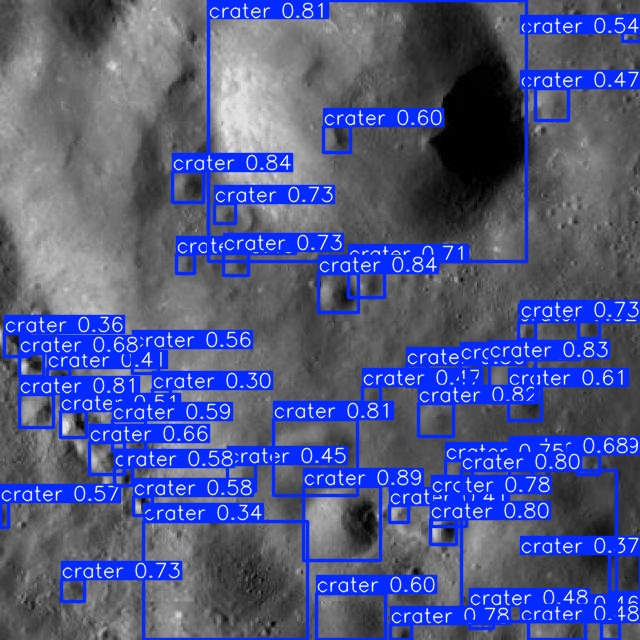 crater 0.81
crater 0.54
crater 0.47
crater 0.60
crater 0.84
crater 0.73
crater 0.73
0.71
crater 0.84
crater 0.73
crater 0.36
crater 0.56
crater 0.68
crater 0.83
crater 0.41
crater 0.47
crater 0.61
crater 0.30
crater 0.81
crater 0.82
crater 0.59
crater 0.81
crater 0.66
crater 0.45
crater 0.58
crater 0.80
crater 0.89
crater 0.78
crater 0.58
crater 0.57
crater 0.80
crater 0.34
crater 0.37
crater 0.73
crater 0.60
crater 0.48
0.46
crater 0.78
crater 0.48